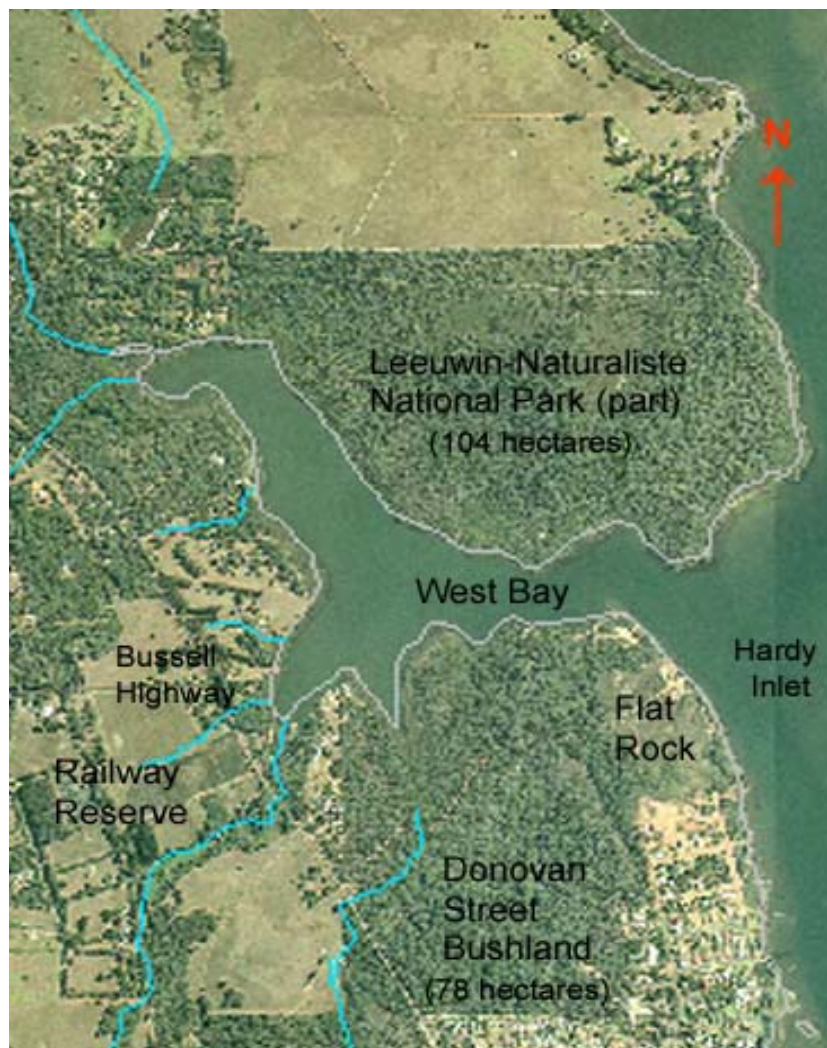 N
Leeuwin-Naturaliste
National Park (part)
(104 hectares)
West Bay
Hardy
Inlet
Bussell
Highway
Flat
Rock
Railway
Reserve
Donovan
Street
Bushland
(78 hectares)